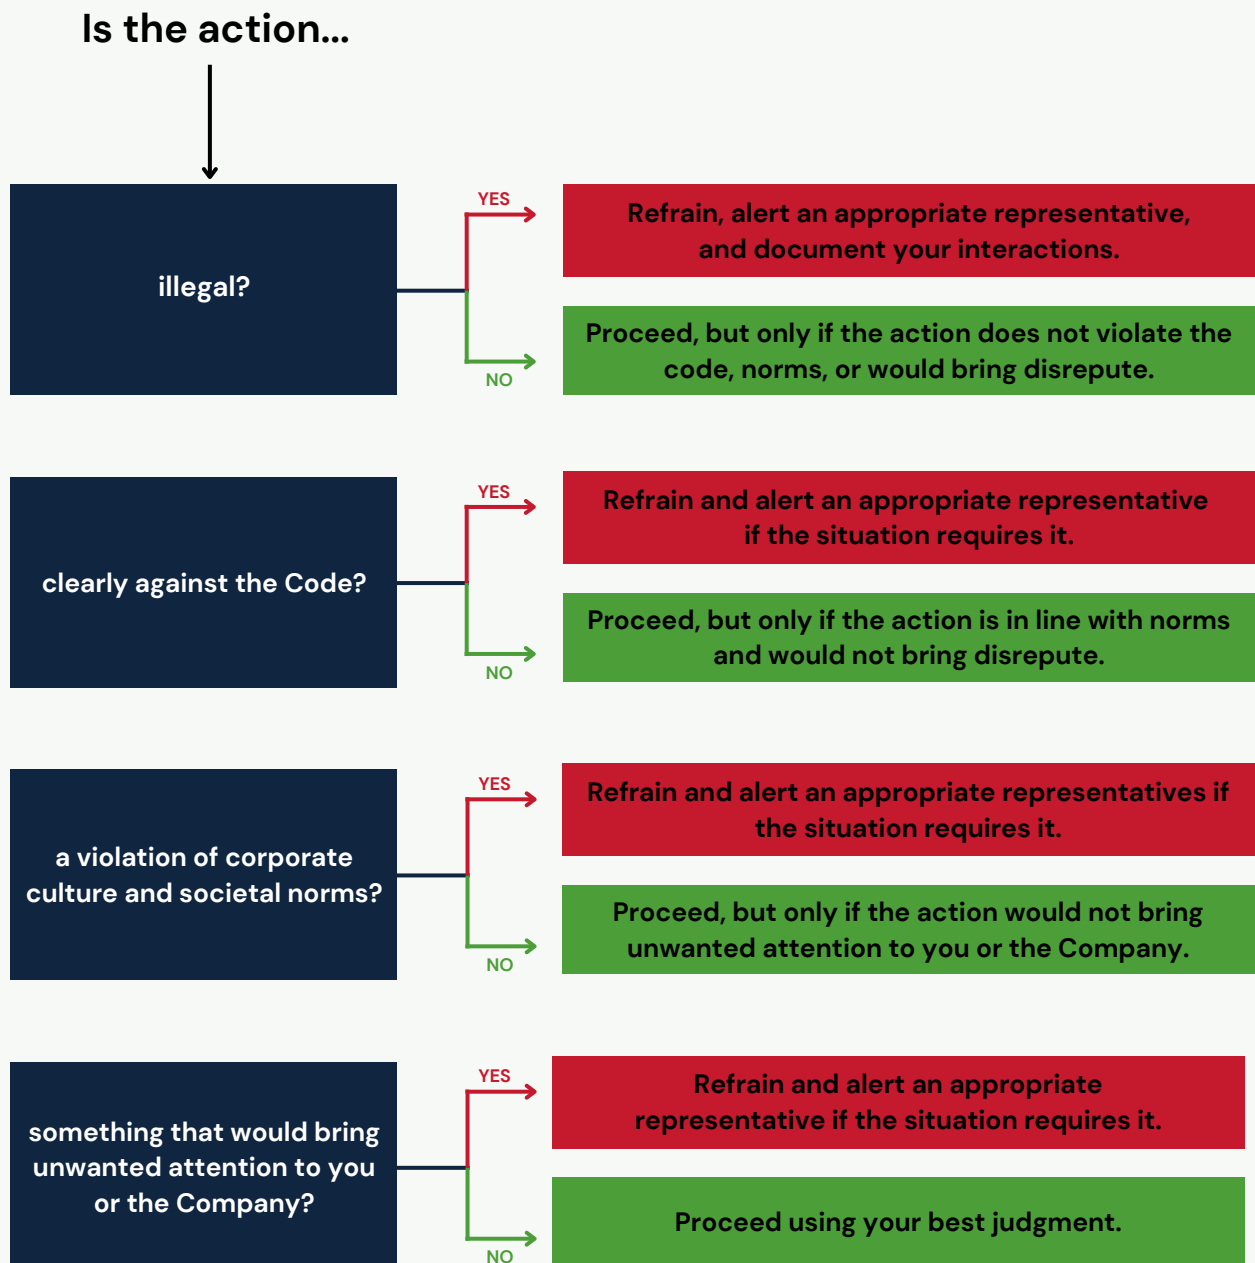 Is the action...
illegal?
YES
Refrain, alert an appropriate representative,
and document your interactions.
NO
Proceed, but only if the action does not violate the
code, norms, or would bring disrepute.
clearly against the Code?
YES
Refrain and alert an appropriate representative
if the situation requires it.
NO
Proceed, but only if the action is in line with norms
and would not bring disrepute.
a violation of corporate
culture and societal norms?
YES
Refrain and alert an appropriate representatives if
the situation requires it.
NO
Proceed, but only if the action would not bring
unwanted attention to you or the Company.
something that would bring
unwanted attention to you
or the Company?
YES
Refrain and alert an appropriate
representative if the situation requires it.
NO
Proceed using your best judgment.